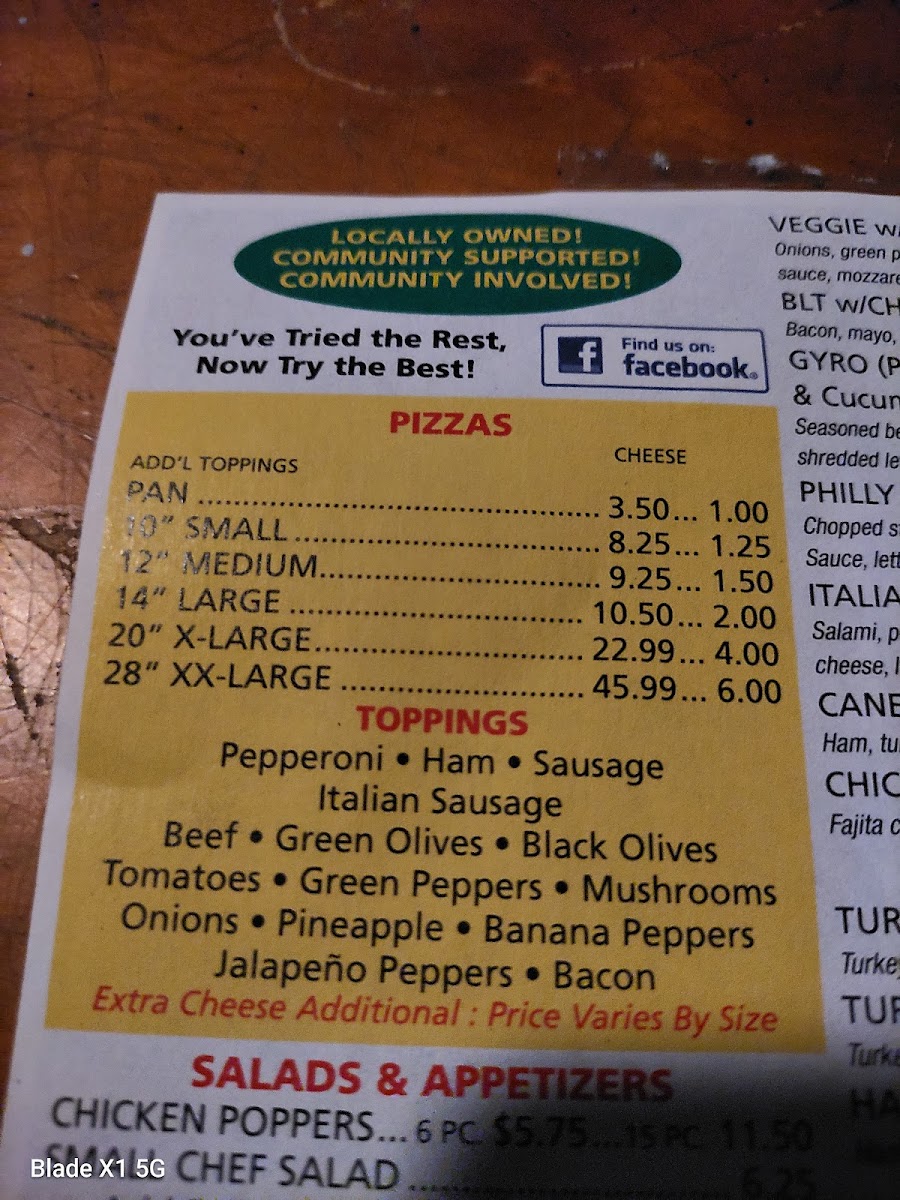 LOCALLY OWNED!
COMMUNITY SUPPORTED!
COMMUNITY INVOLVED!
You've Tried the Rest,
Now Try the Best!
f Find us on:
facebook®
PIZZAS
ADD'L TOPPINGS CHEESE
PAN ........................................ 3.50... 1.00
10" SMALL ................................. 8.25... 1.25
12" MEDIUM.............................. 9.25... 1.50
14" LARGE ................................ 10.50... 2.00
20" X-LARGE............................. 22.99... 4.00
28" XX-LARGE .......................... 45.99... 6.00
TOPPINGS
Pepperoni • Ham • Sausage
Italian Sausage
Beef • Green Olives • Black Olives
Tomatoes • Green Peppers • Mushrooms
Onions • Pineapple • Banana Peppers
Jalapeño Peppers • Bacon
Extra Cheese Additional : Price Varies By Size
SALADS & APPETIZERS
CHICKEN POPPERS... 6 PC. $5.75...15 PC. 11.50
SMALL CHEF SALAD ........................ 6.25
VEGGIE
Onions, green
sauce,
BLT
Bacon, mayo,
GYRO
&
Seasoned
shredded
PHILLY
Chopped
Sauce,
Salami,
cheese,
Ham,
Fajita
Blade X1 5G